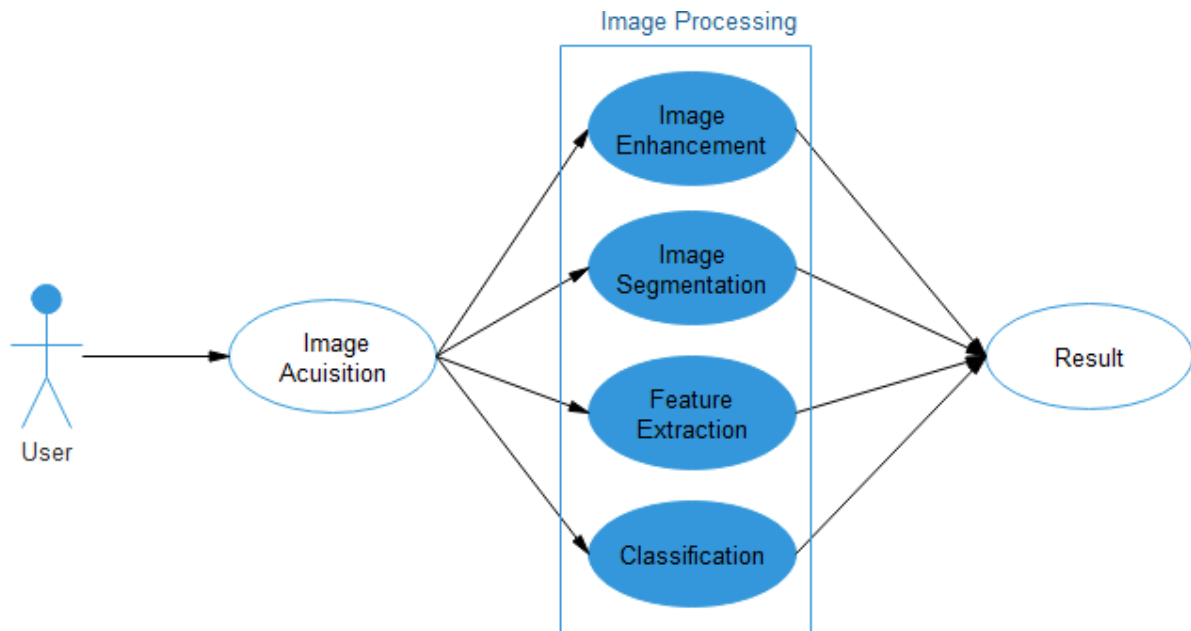 Image Processing
Image
Enhancement
Image
Segmentation
User
Image
Acuisition
Feature
Extraction
Classification
Result